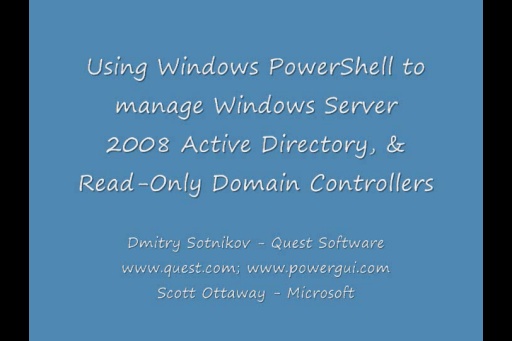 Using Windows PowerShell to
manage Windows Server
2008 Active Directory, &
Read-Only Domain Controllers
Dmitry Sotnikov - Quest Software
www.quest.com; www.powergui.com
Scott Ottaway - Microsoft